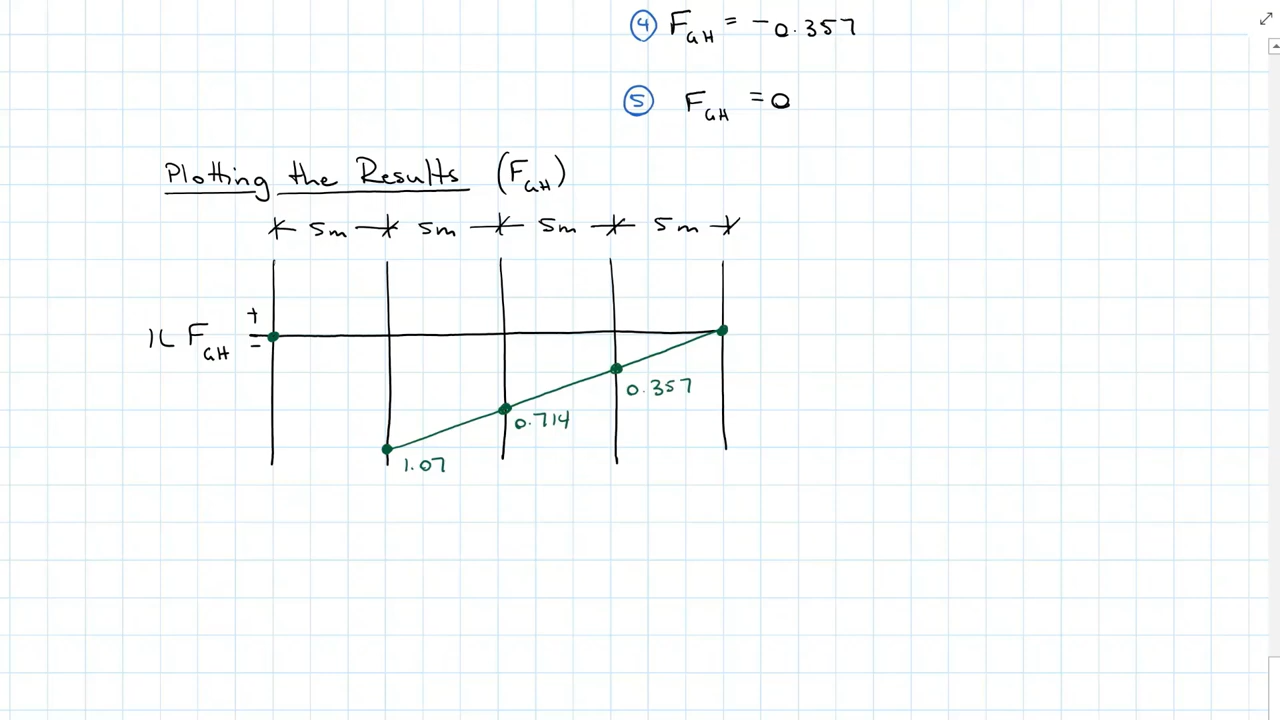 ④ F_GH = -0.357
⑤ F_GH = 0
Plotting the Results (F_GH)
5m 5m 5m 5m
+
IL F_GH
-
0.357
0.714
1.07